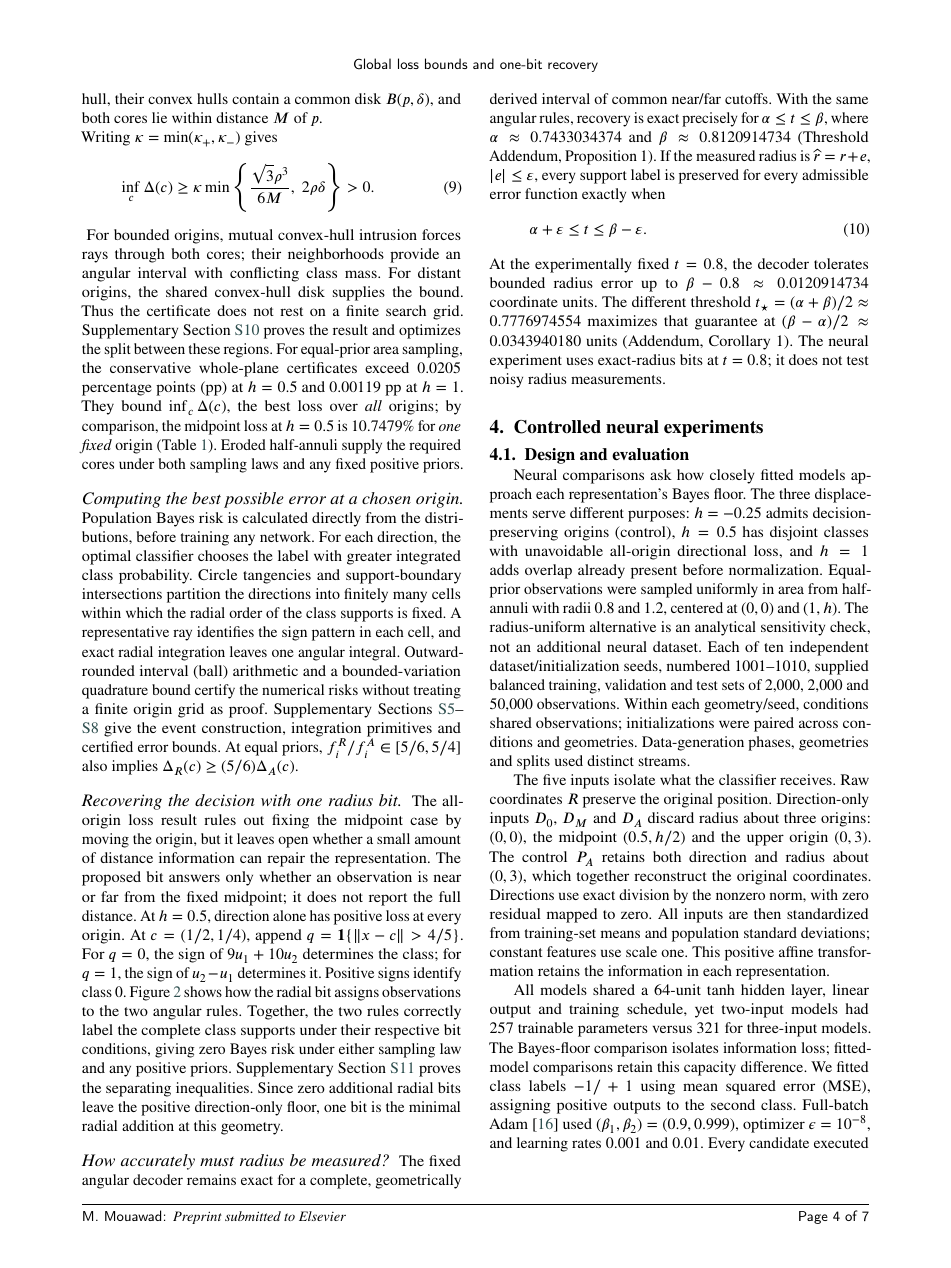 Global loss bounds and one-bit recovery
hull, their convex hulls contain a common disk B(p, δ), and
both cores lie within distance M of p.
Writing κ = min(κ₊, κ₋) gives
inf_c Δ(c) ≥ κ min { √3ρ³ / 6M , 2ρδ } > 0. (9)
For bounded origins, mutual convex-hull intrusion forces
rays through both cores; their neighborhoods provide an
angular interval with conflicting class mass. For distant
origins, the shared convex-hull disk supplies the bound.
Thus the certificate does not rest on a finite search grid.
Supplementary Section S10 proves the result and optimizes
the split between these regions. For equal-prior area sampling,
the conservative whole-plane certificates exceed 0.0205
percentage points (pp) at h = 0.5 and 0.00119 pp at h = 1.
They bound inf_c Δ(c), the best loss over all origins; by
comparison, the midpoint loss at h = 0.5 is 10.7479% for one
fixed origin (Table 1). Eroded half-annuli supply the required
cores under both sampling laws and any fixed positive priors.
Computing the best possible error at a chosen origin.
Population Bayes risk is calculated directly from the distri-
butions, before training any network. For each direction, the
optimal classifier chooses the label with greater integrated
class probability. Circle tangencies and support-boundary
intersections partition the directions into finitely many cells
within which the radial order of the class supports is fixed. A
representative ray identifies the sign pattern in each cell, and
exact radial integration leaves one angular integral. Outward-
rounded interval (ball) arithmetic and a bounded-variation
quadrature bound certify the numerical risks without treating
a finite origin grid as proof. Supplementary Sections S5–
S8 give the event construction, integration primitives and
certified error bounds. At equal priors, f_i^R/f_i^A ∈ [5/6, 5/4]
also implies Δ_R(c) ≥ (5/6)Δ_A(c).
Recovering the decision with one radius bit. The all-
origin loss result rules out fixing the midpoint case by
moving the origin, but it leaves open whether a small amount
of distance information can repair the representation. The
proposed bit answers only whether an observation is near
or far from the fixed midpoint; it does not report the full
distance. At h = 0.5, direction alone has positive loss at every
origin. At c = (1/2, 1/4), append q = 𝟏{‖x − c‖ > 4/5}.
For q = 0, the sign of 9u₁ + 10u₂ determines the class; for
q = 1, the sign of u₂−u₁ determines it. Positive signs identify
class 0. Figure 2 shows how the radial bit assigns observations
to the two angular rules. Together, the two rules correctly
label the complete class supports under their respective bit
conditions, giving zero Bayes risk under either sampling law
and any positive priors. Supplementary Section S11 proves
the separating inequalities. Since zero additional radial bits
leave the positive direction-only floor, one bit is the minimal
radial addition at this geometry.
How accurately must radius be measured? The fixed
angular decoder remains exact for a complete, geometrically
derived interval of common near/far cutoffs. With the same
angular rules, recovery is exact precisely for α ≤ t ≤ β, where
α ≈ 0.7433034374 and β ≈ 0.8120914734 (Threshold
Addendum, Proposition 1). If the measured radius is r̂ = r+e,
|e| ≤ ε, every support label is preserved for every admissible
error function exactly when
α + ε ≤ t ≤ β − ε. (10)
At the experimentally fixed t = 0.8, the decoder tolerates
bounded radius error up to β − 0.8 ≈ 0.0120914734
coordinate units. The different threshold t⋆ = (α + β)/2 ≈
0.7776974554 maximizes that guarantee at (β − α)/2 ≈
0.0343940180 units (Addendum, Corollary 1). The neural
experiment uses exact-radius bits at t = 0.8; it does not test
noisy radius measurements.
4. Controlled neural experiments
4.1. Design and evaluation
Neural comparisons ask how closely fitted models ap-
proach each representation's Bayes floor. The three displace-
ments serve different purposes: h = −0.25 admits decision-
preserving origins (control), h = 0.5 has disjoint classes
with unavoidable all-origin directional loss, and h = 1
adds overlap already present before normalization. Equal-
prior observations were sampled uniformly in area from half-
annuli with radii 0.8 and 1.2, centered at (0, 0) and (1, h). The
radius-uniform alternative is an analytical sensitivity check,
not an additional neural dataset. Each of ten independent
dataset/initialization seeds, numbered 1001–1010, supplied
balanced training, validation and test sets of 2,000, 2,000 and
50,000 observations. Within each geometry/seed, conditions
shared observations; initializations were paired across con-
ditions and geometries. Data-generation phases, geometries
and splits used distinct streams.
The five inputs isolate what the classifier receives. Raw
coordinates R preserve the original position. Direction-only
inputs D₀, D_M and D_A discard radius about three origins:
(0, 0), the midpoint (0.5, h/2) and the upper origin (0, 3).
The control P_A retains both direction and radius about
(0, 3), which together reconstruct the original coordinates.
Directions use exact division by the nonzero norm, with zero
residual mapped to zero. All inputs are then standardized
from training-set means and population standard deviations;
constant features use scale one. This positive affine transfor-
mation retains the information in each representation.
All models shared a 64-unit tanh hidden layer, linear
output and training schedule, yet two-input models had
257 trainable parameters versus 321 for three-input models.
The Bayes-floor comparison isolates information loss; fitted-
model comparisons retain this capacity difference. We fitted
class labels −1/ + 1 using mean squared error (MSE),
assigning positive outputs to the second class. Full-batch
Adam [16] used (β₁, β₂) = (0.9, 0.999), optimizer ϵ = 10⁻⁸,
and learning rates 0.001 and 0.01. Every candidate executed
M. Mouawad: Preprint submitted to Elsevier
Page 4 of 7